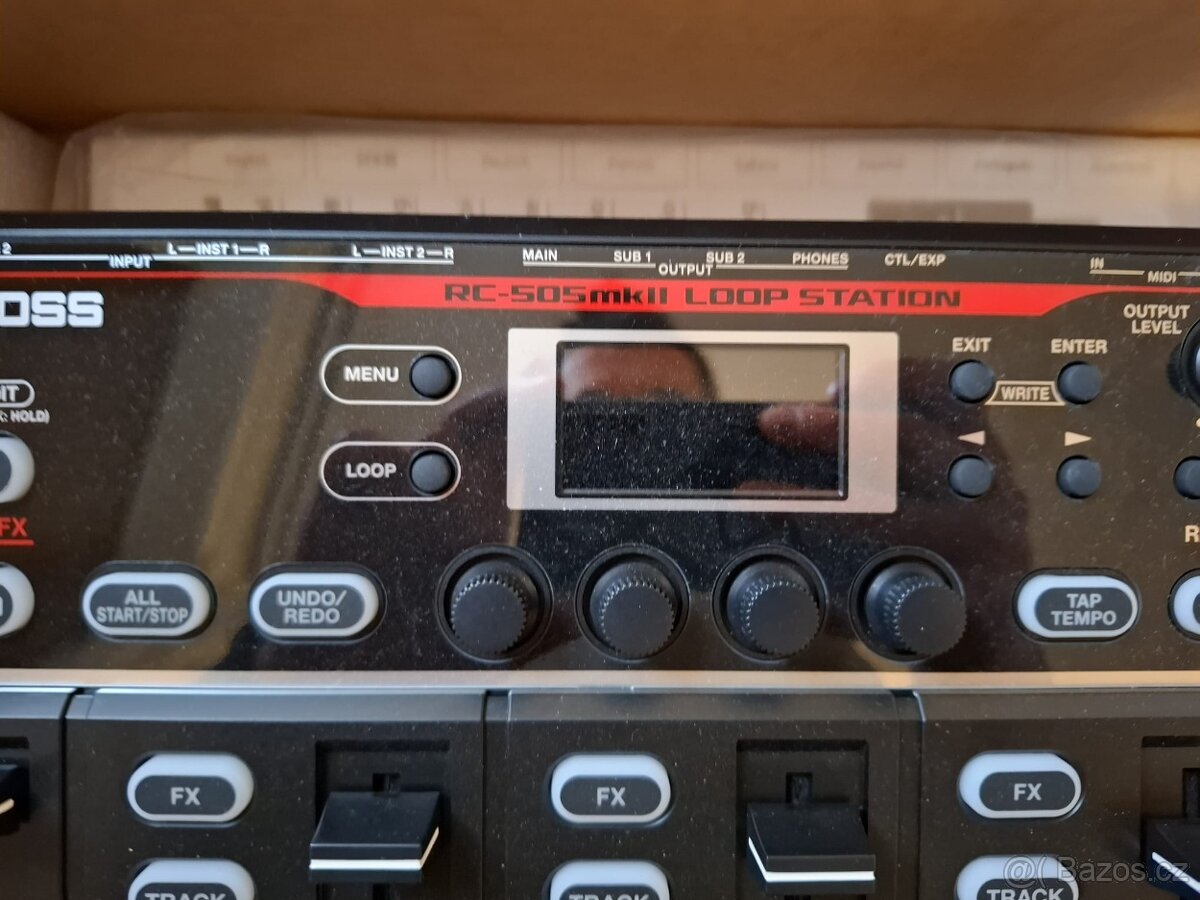 2
INPUT
L—INST 1—R
L—INST 2—R
MAIN
SUB 1
SUB 2
PHONES
OUTPUT
CTL/EXP
IN
MIDI
OSS
RC-505mkII LOOP STATION
OUTPUT
LEVEL
MENU
EXIT
ENTER
WRITE
IT
: HOLD)
LOOP
FX
R
ALL
START/STOP
UNDO/
REDO
TAP
TEMPO
FX
FX
FX
TRACK
TRACK
TRACK
Bazos.cz